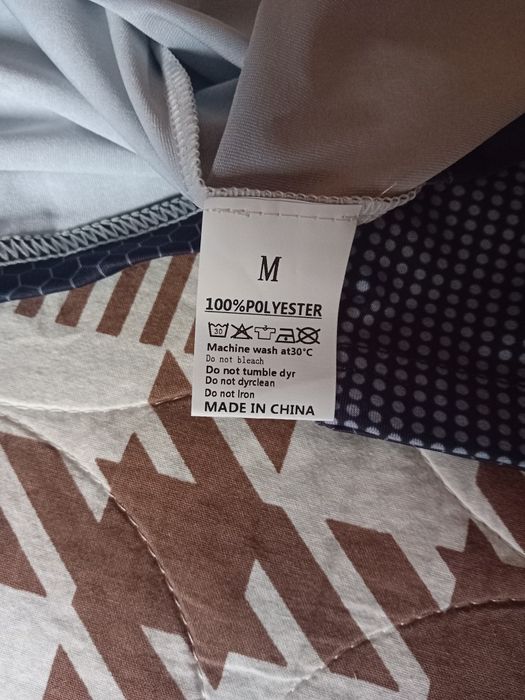 M
100%POLYESTER
30
Machine wash at30°C
Do not bleach
Do not tumble dyr
Do not dyrclean
Do not Iron
MADE IN CHINA